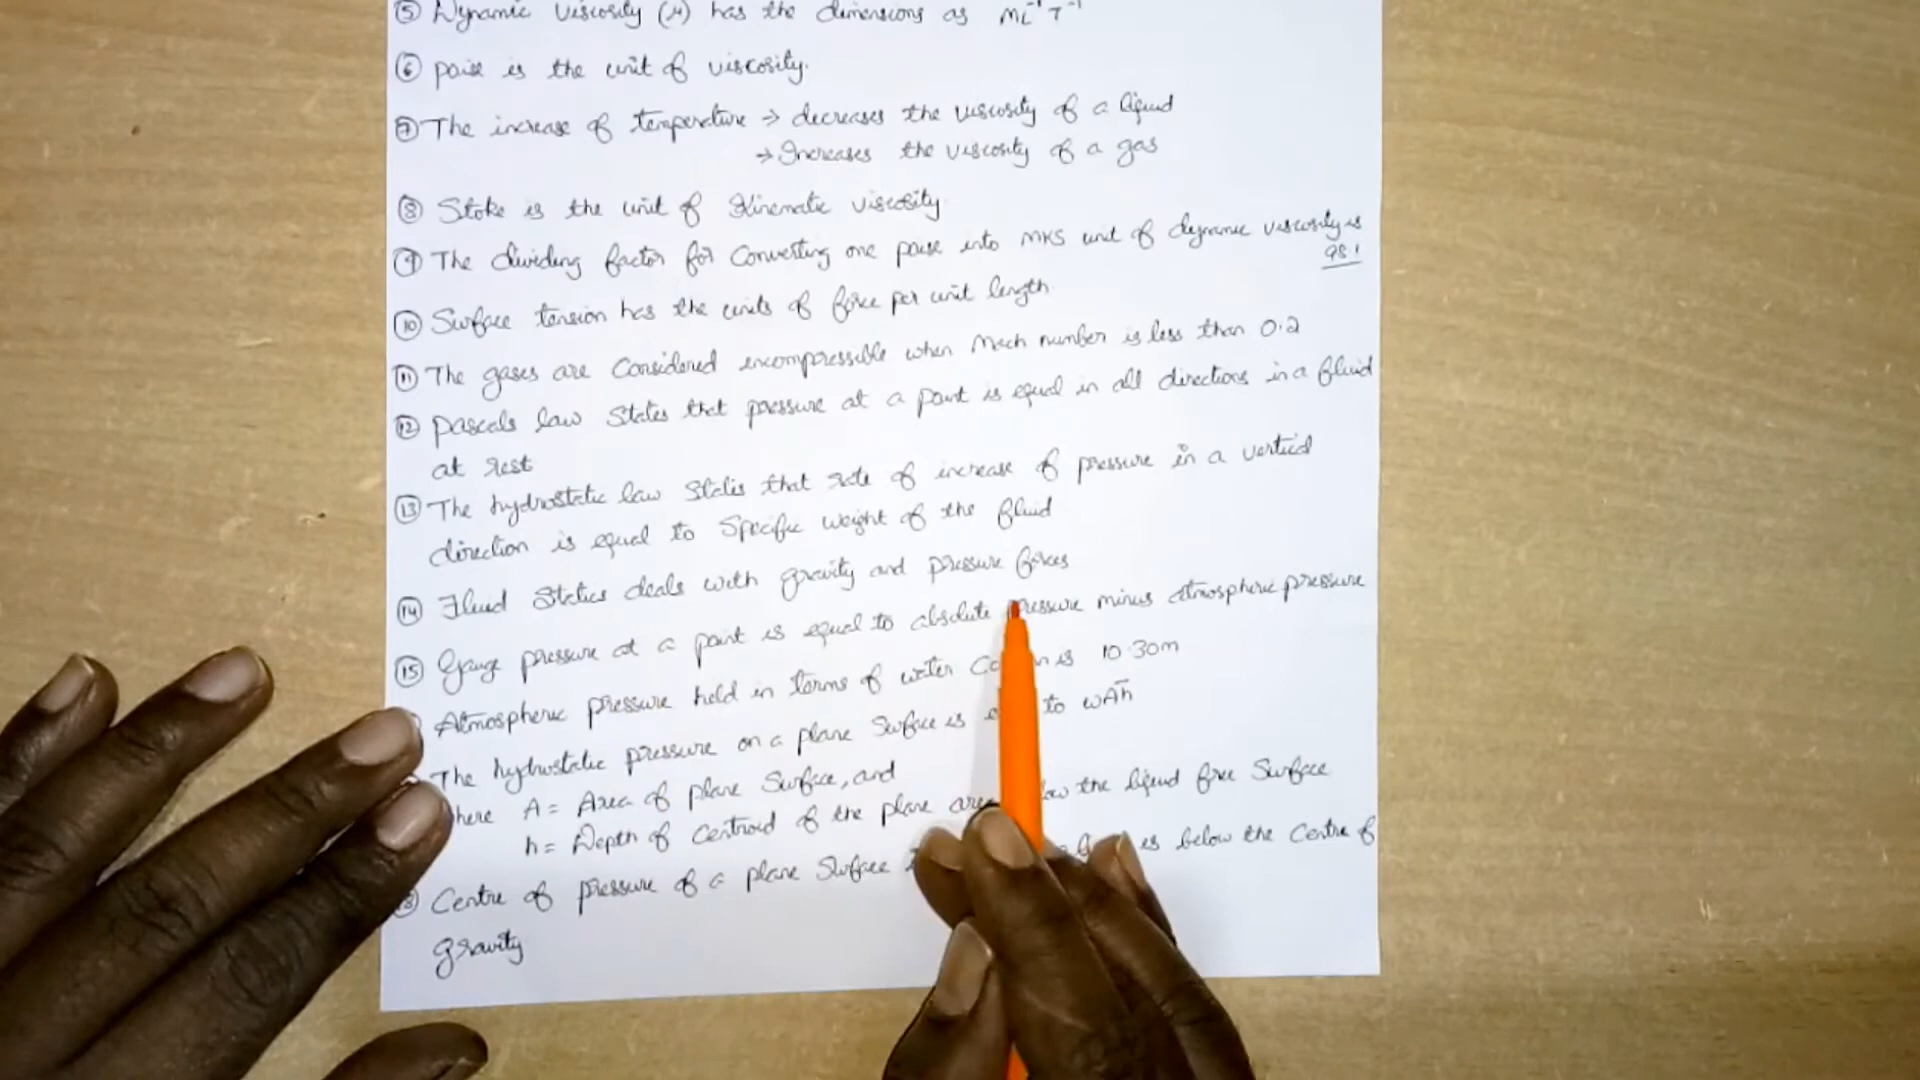 ⑤ Dynamic Viscosity (μ) has the dimensions as ML⁻¹T⁻¹
⑥ poise is the unit of viscosity.
⑦ The increase of temperature → decreases the viscosity of a liquid
→ Increases the viscosity of a gas
⑧ Stoke is the unit of Kinematic viscosity
⑨ The dividing factor for Converting one poise into MKS unit of dynamic viscosity is
98.1
⑩ Surface tension has the units of force per unit length
⑪ The gases are Considered incompressible when Mach number is less than 0.2
⑫ pascals law States that pressure at a point is equal in all directions in a fluid
at rest
⑬ The hydrostatic law States that rate of increase of pressure in a vertical
direction is equal to Specific weight of the fluid
⑭ Fluid Statics deals with gravity and pressure forces
⑮ Gauge pressure at a point is equal to absolute pressure minus atmospheric pressure
Atmospheric pressure held in terms of water is 10.30m
The hydrostatic pressure on a plane Surface is to wAh̄
here A = Area of plane Surface, and
h = Depth of Centroid of the plane area the liquid free Surface
Centre of pressure of a plane Surface is below the Centre of
gravity